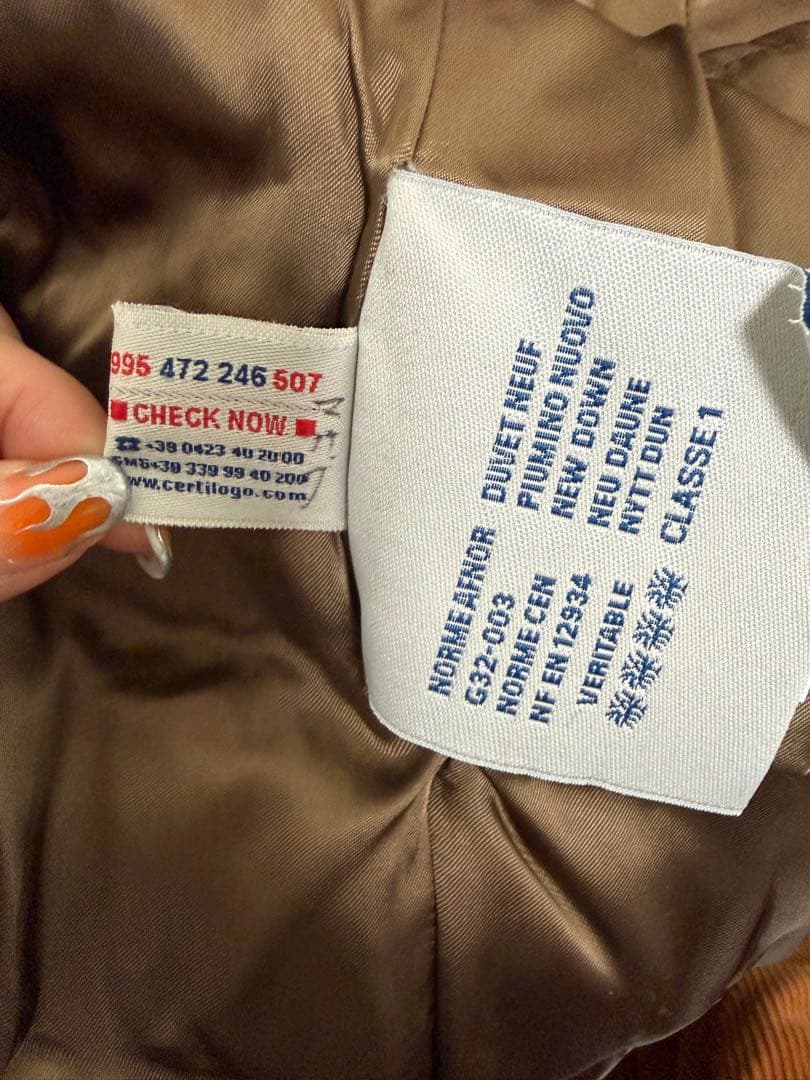 995 472 246 507
CHECK NOW
+39 0423 40 20 00
SMS+39 339 99 40 200
www.certilogo.com
DUVET NEUF
PIUMINO NUOVO
NEW DOWN
NEU DAUNE
NYTT DUN
CLASSE 1
NORME AFNOR
G32-003
NORME CEN
NF EN 12934
VERITABLE